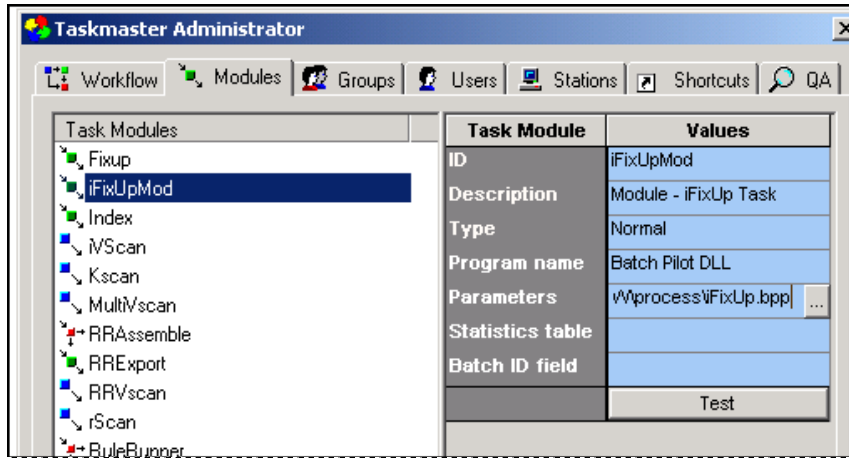 Taskmaster Administrator
Workflow Modules Groups Users Stations Shortcuts QA
Task Modules
Fixup
iFixUpMod
Index
iVScan
Kscan
MultiVscan
RRAssemble
RRExport
RRVscan
rScan
RuleRunner
Task Module Values
ID iFixUpMod
Description Module - iFixUp Task
Type Normal
Program name Batch Pilot DLL
Parameters \process\iFixUp.bpp ...
Statistics table
Batch ID field
Test